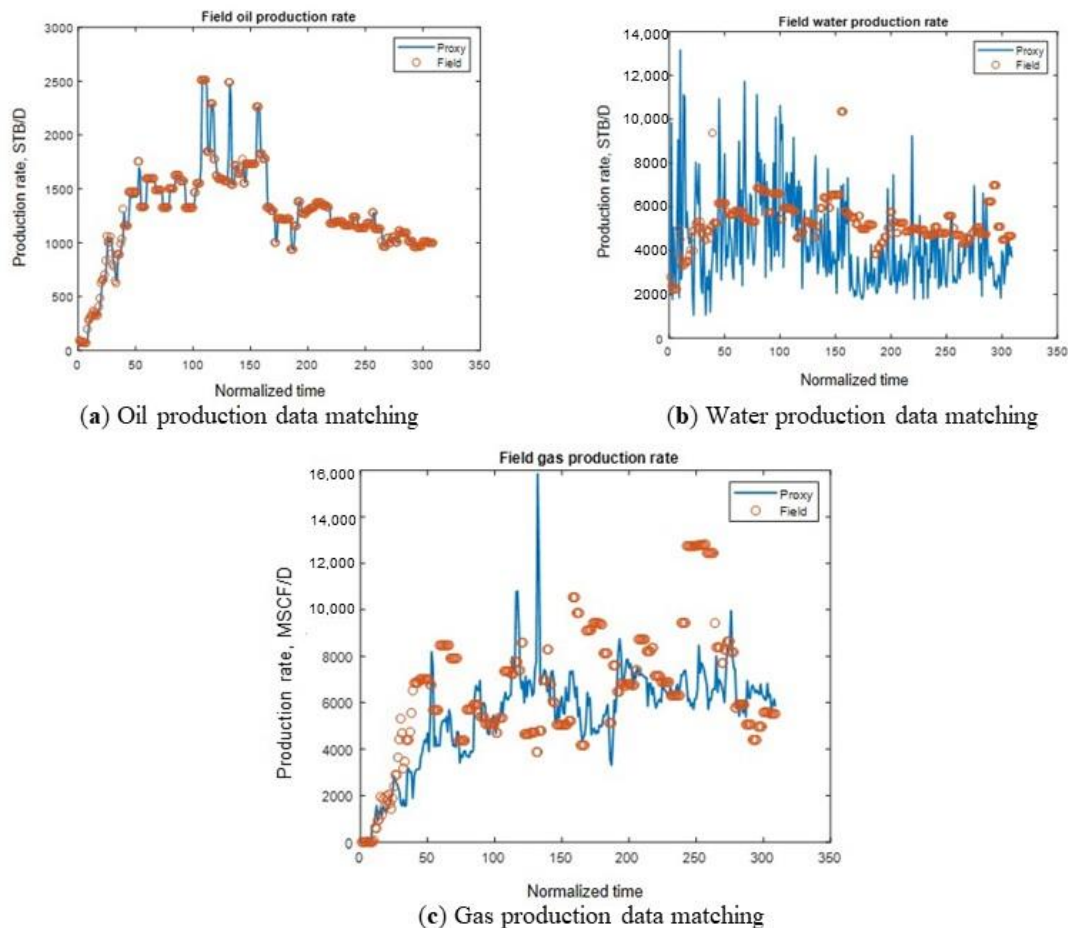 Field oil production rate
3000
2500
2000
1500
1000
500
0
Production rate, STB/D
Proxy
Field
0 50 100 150 200 250 300 350
Normalized time
(a) Oil production data matching
Field water production rate
14,000
12,000
10,000
8000
6000
4000
2000
0
Production rate, STB/D
Proxy
Field
0 50 100 150 200 250 300 350
Normalized time
(b) Water production data matching
Field gas production rate
16,000
14,000
12,000
10,000
8000
6000
4000
2000
0
Production rate, MSCF/D
Proxy
Field
0 50 100 150 200 250 300 350
Normalized time
(c) Gas production data matching